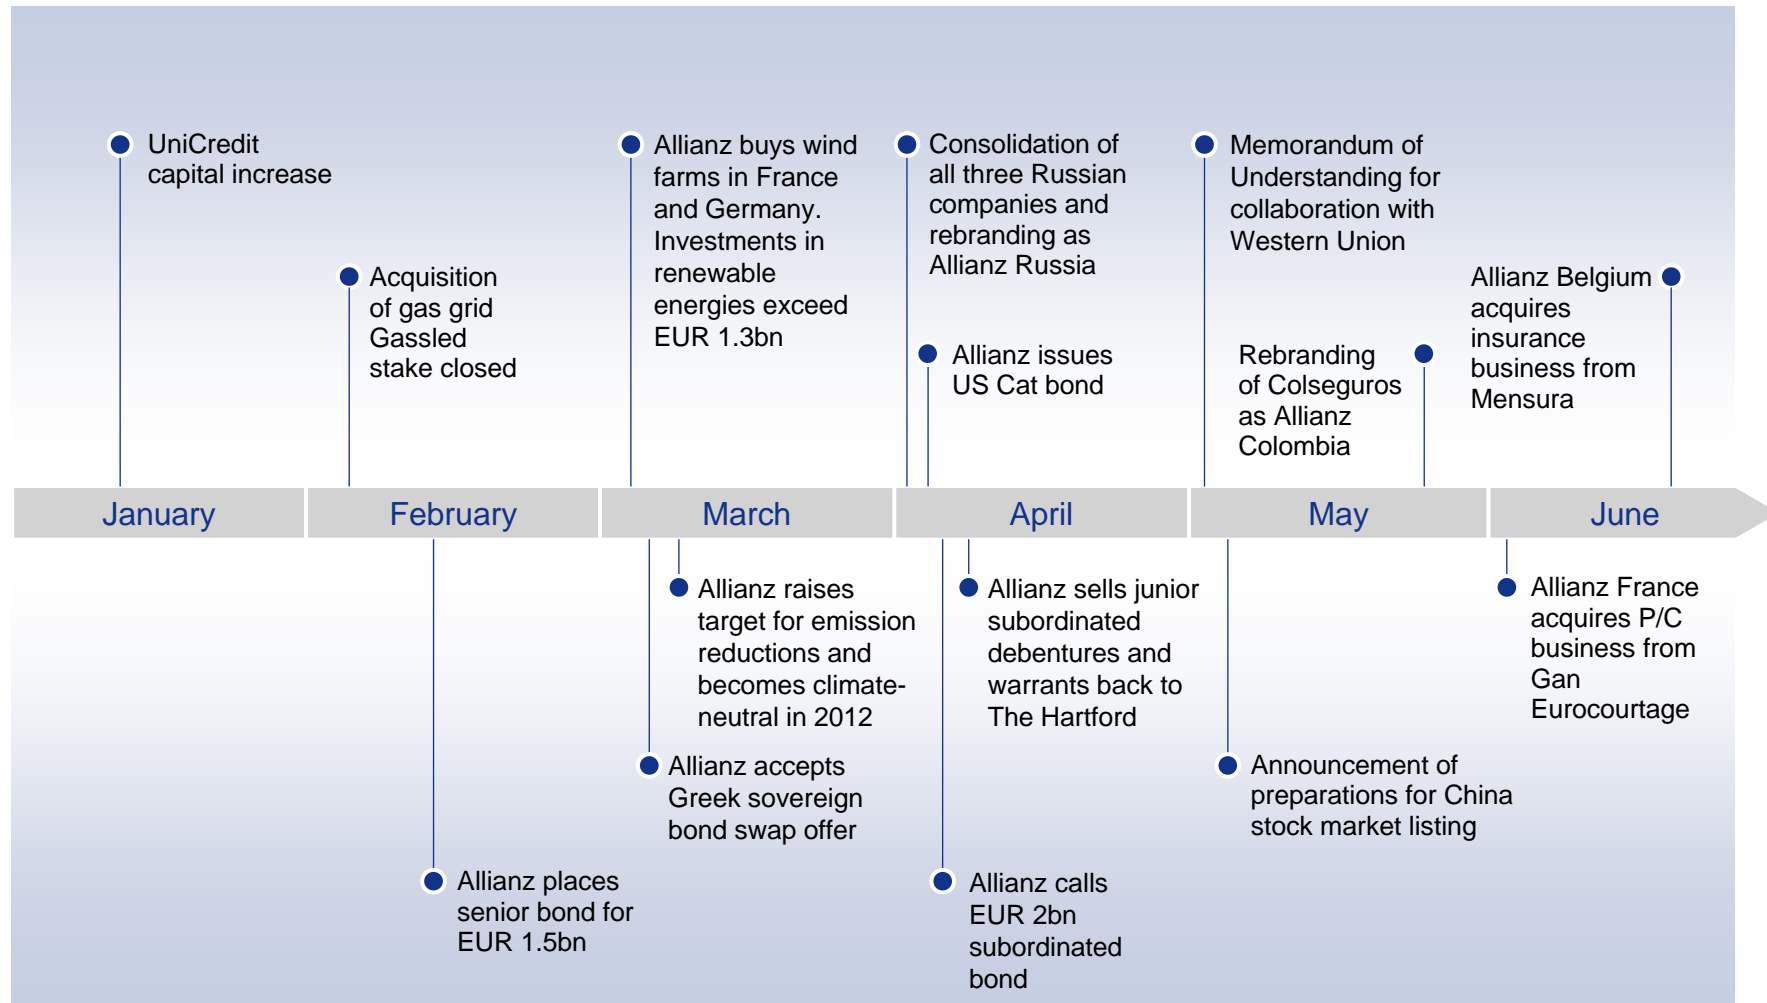 UniCredit
capital increase
Acquisition
of gas grid
Gassled
stake closed
Allianz buys wind
farms in France
and Germany.
Investments in
renewable
energies exceed
EUR 1.3bn
Consolidation of
all three Russian
companies and
rebranding as
Allianz Russia
Allianz issues
US Cat bond
Memorandum of
Understanding for
collaboration with
Western Union
Rebranding
of Colseguros
as Allianz
Colombia
Allianz Belgium
acquires
insurance
business from
Mensura
January
February
March
April
May
June
Allianz places
senior bond for
EUR 1.5bn
Allianz raises
target for emission
reductions and
becomes climate-
neutral in 2012
Allianz accepts
Greek sovereign
bond swap offer
Allianz sells junior
subordinated
debentures and
warrants back to
The Hartford
Allianz calls
EUR 2bn
subordinated
bond
Announcement of
preparations for China
stock market listing
Allianz France
acquires P/C
business from
Gan
Eurocourtage